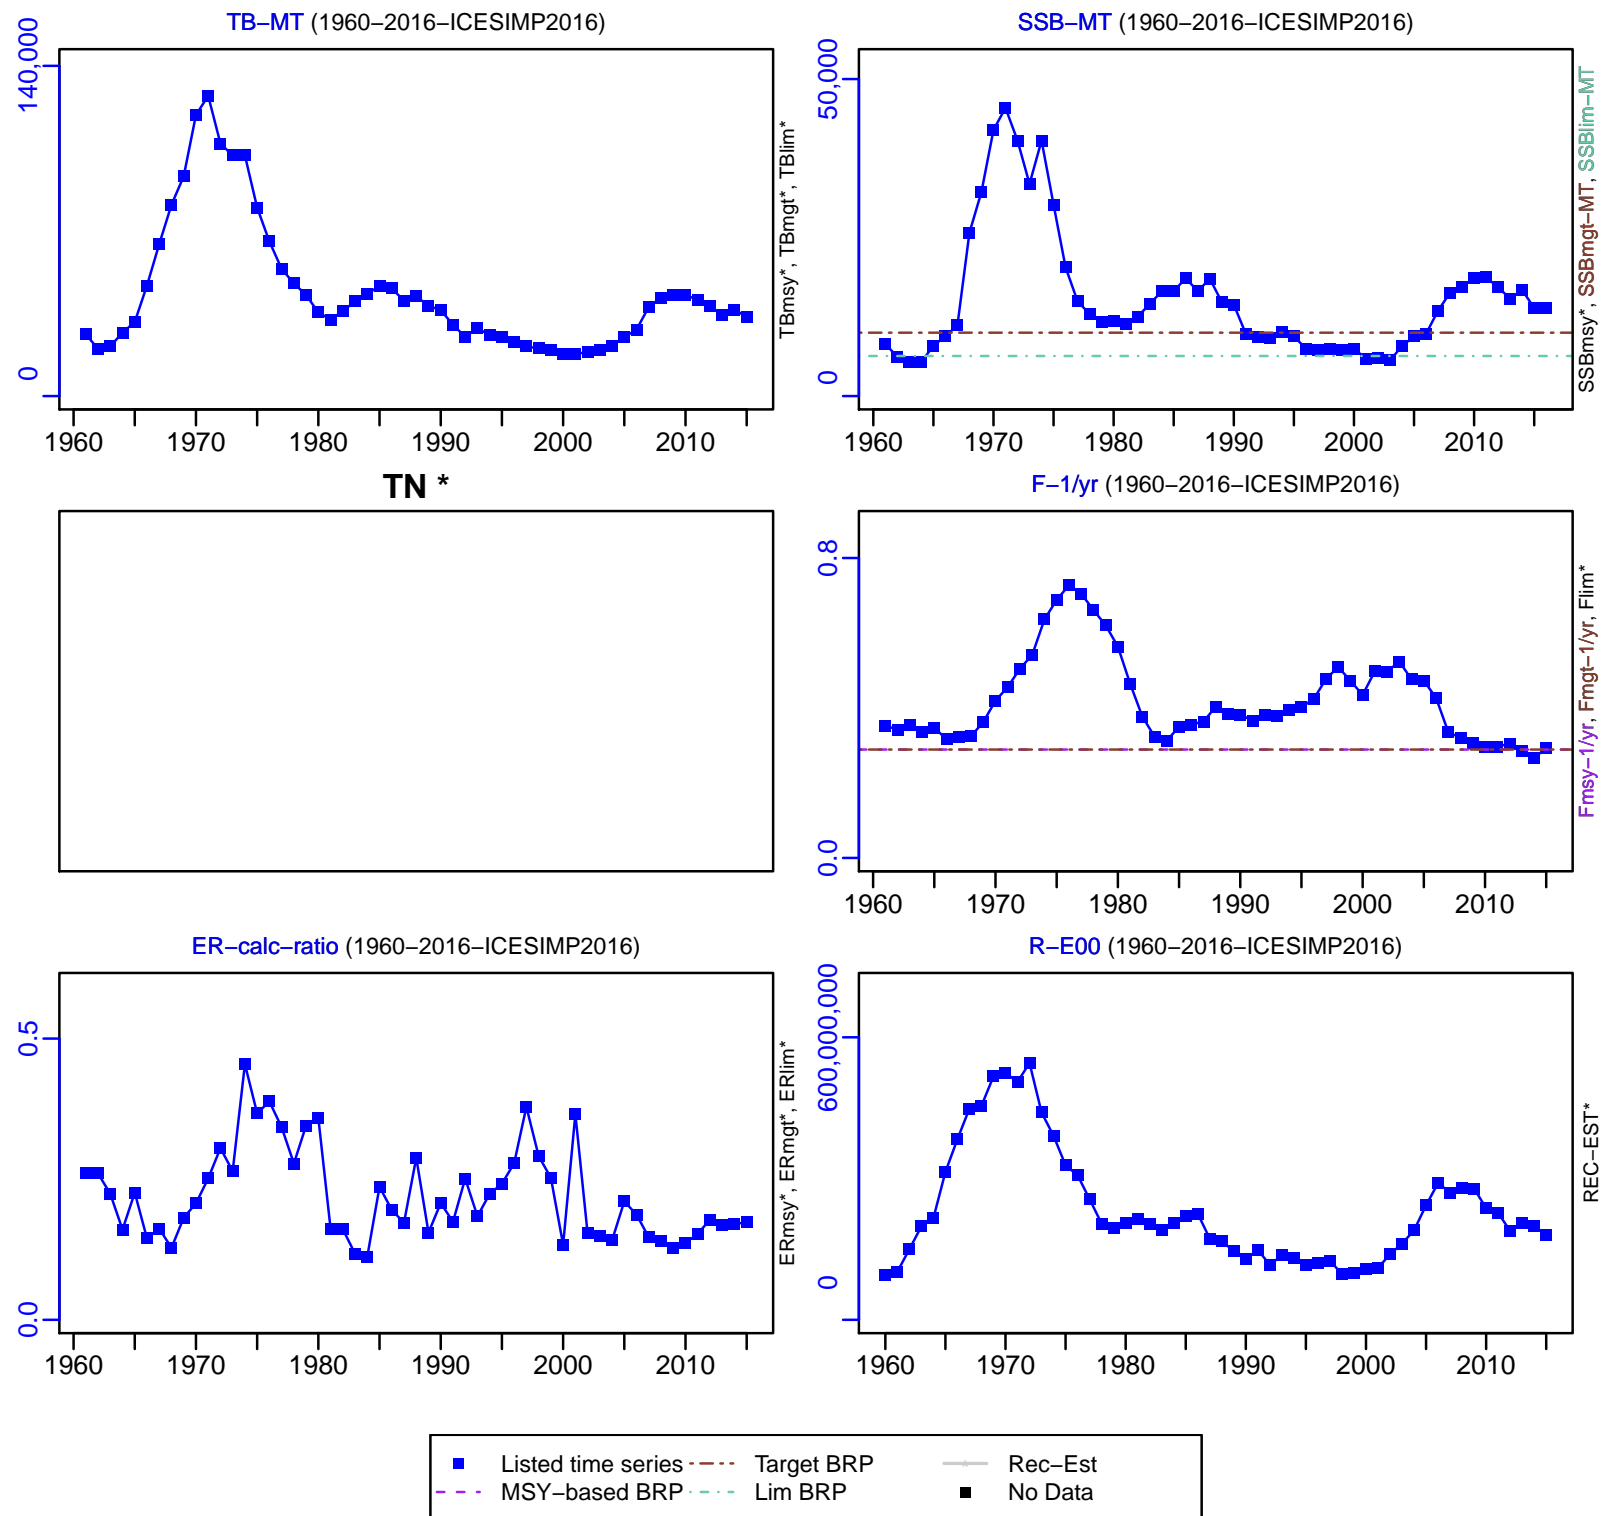 TB−MT (1960−2016−ICESIMP2016)
140,000
0
TBmsy*, TBmgt*, TBlim*
1960 1970 1980 1990 2000 2010
SSB−MT (1960−2016−ICESIMP2016)
50,000
0
SSBmsy*, SSBmgt−MT, SSBlim−MT
1960 1970 1980 1990 2000 2010
TN *
F−1/yr (1960−2016−ICESIMP2016)
0.8
0.0
Fmsy−1/yr, Fmgt−1/yr, Flim*
1960 1970 1980 1990 2000 2010
ER−calc−ratio (1960−2016−ICESIMP2016)
0.5
0.0
ERmsy*, ERmgt*, ERlim*
1960 1970 1980 1990 2000 2010
R−E00 (1960−2016−ICESIMP2016)
600,000,000
0
REC−EST*
1960 1970 1980 1990 2000 2010
Listed time series Target BRP Rec−Est
MSY−based BRP Lim BRP No Data